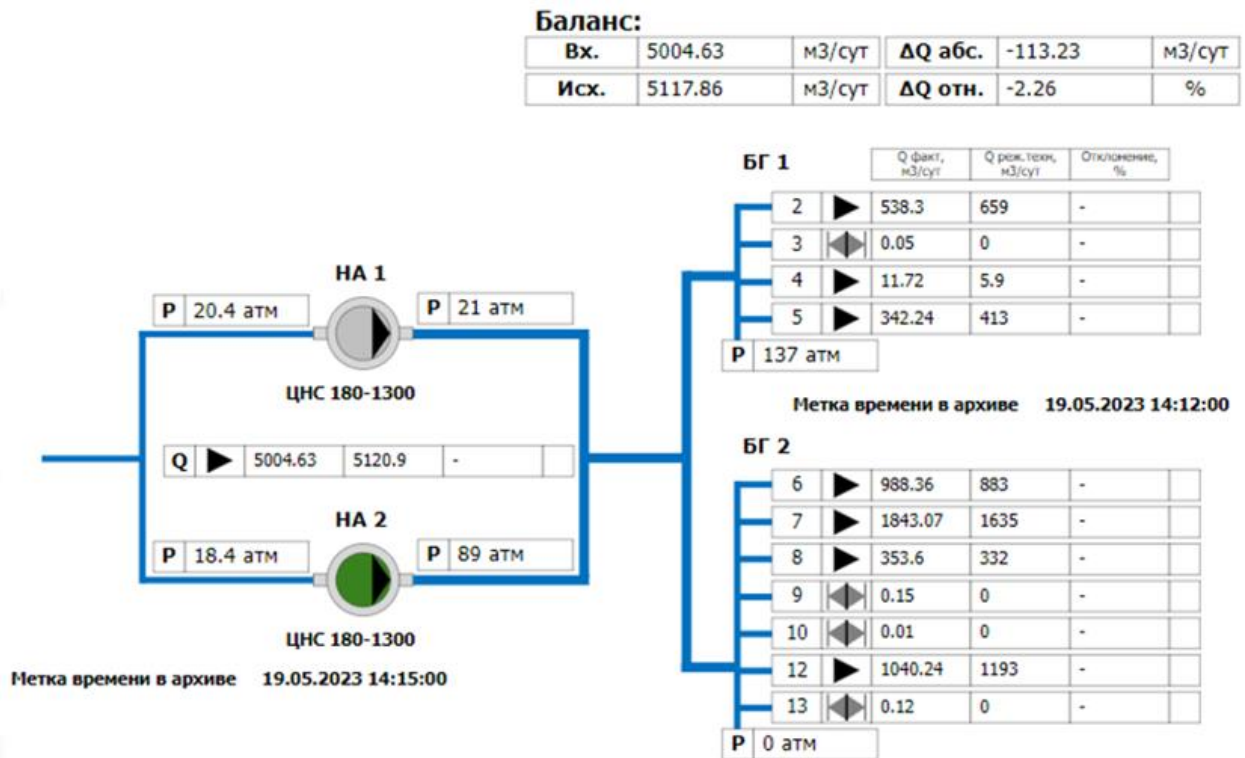 Баланс:
Вх. 5004.63 м3/сут ΔQ абс. -113.23 м3/сут
Исх. 5117.86 м3/сут ΔQ отн. -2.26 %
БГ 1
Q факт, м3/сут Q реж.техн, м3/сут Отклонение, %
2 538.3 659 -
3 0.05 0 -
4 11.72 5.9 -
5 342.24 413 -
P 137 атм
НА 1
P 20.4 атм P 21 атм
ЦНС 180-1300
Метка времени в архиве 19.05.2023 14:12:00
Q 5004.63 5120.9 -
НА 2
P 18.4 атм P 89 атм
ЦНС 180-1300
Метка времени в архиве 19.05.2023 14:15:00
БГ 2
6 988.36 883 -
7 1843.07 1635 -
8 353.6 332 -
9 0.15 0 -
10 0.01 0 -
12 1040.24 1193 -
13 0.12 0 -
P 0 атм